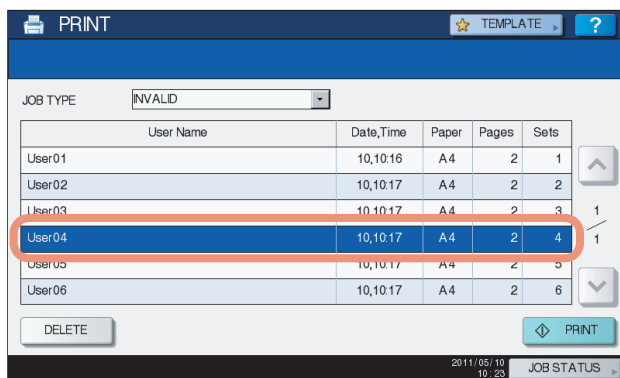 PRINT TEMPLATE ?
JOB TYPE INVALID
User Name Date,Time Paper Pages Sets
User01 10,10:16 A4 2 1
User02 10,10:17 A4 2 2
User03 10,10:17 A4 2 3
User04 10,10:17 A4 2 4
User05 10,10:17 A4 2 5
User06 10,10:17 A4 2 6
1
1
DELETE PRINT
2011/05/10
10:23
JOB STATUS